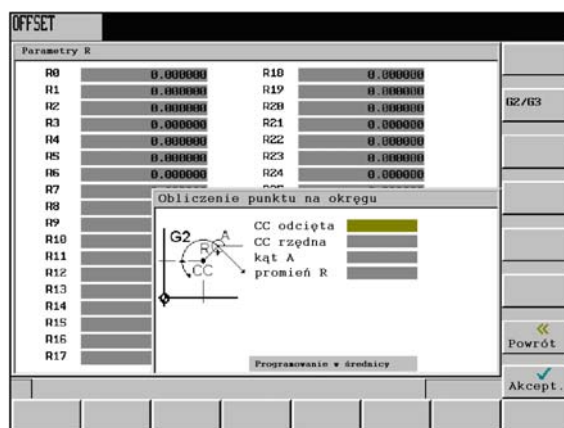 OFFSET
Parametry R
R0 0.000000 R18 0.000000
R1 0.000000 R19 0.000000
R2 0.000000 R20 0.000000
R3 0.000000 R21 0.000000
R4 0.000000 R22 0.000000
R5 0.000000 R23 0.000000
R6 0.000000 R24 0.000000
R7
R8
R9
R10
R11
R12
R13
R14
R15
R16
R17
Obliczenie punktu na okręgu
G2
A
R
CC
CC odcięta
CC rzędna
kąt A
promień R
Programowanie w średnicy
G2/G3
«
Powrót
Akcept.